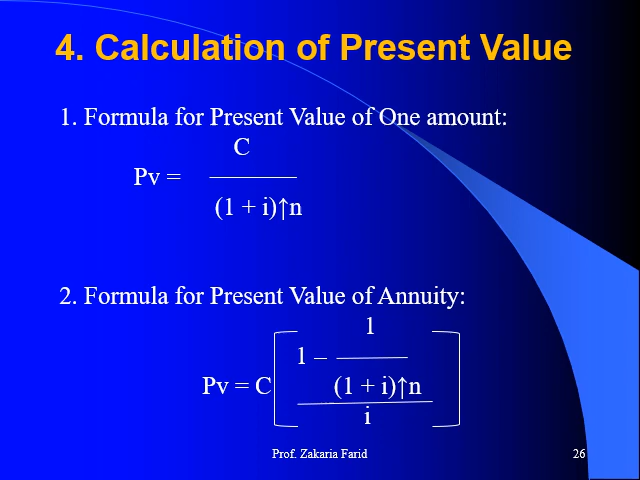 4. Calculation of Present Value
1. Formula for Present Value of One amount:
C
Pv =
(1 + i)↑n
2. Formula for Present Value of Annuity:
1
1 –
Pv = C (1 + i)↑n
i
Prof. Zakaria Farid 26